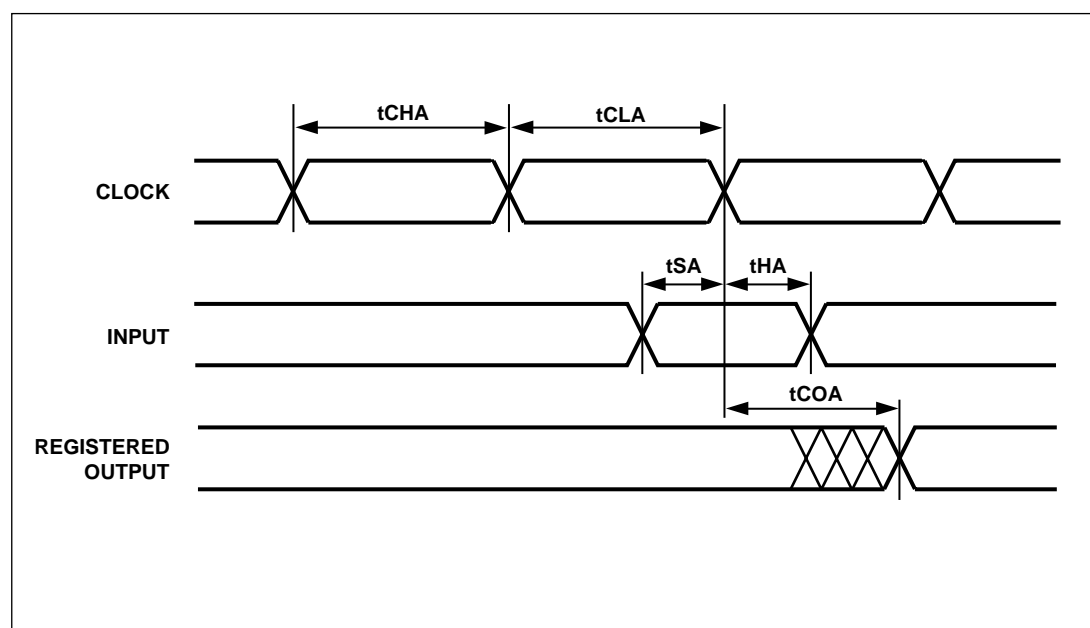 tCHA tCLA
CLOCK
tSA tHA
INPUT
tCOA
REGISTERED
OUTPUT